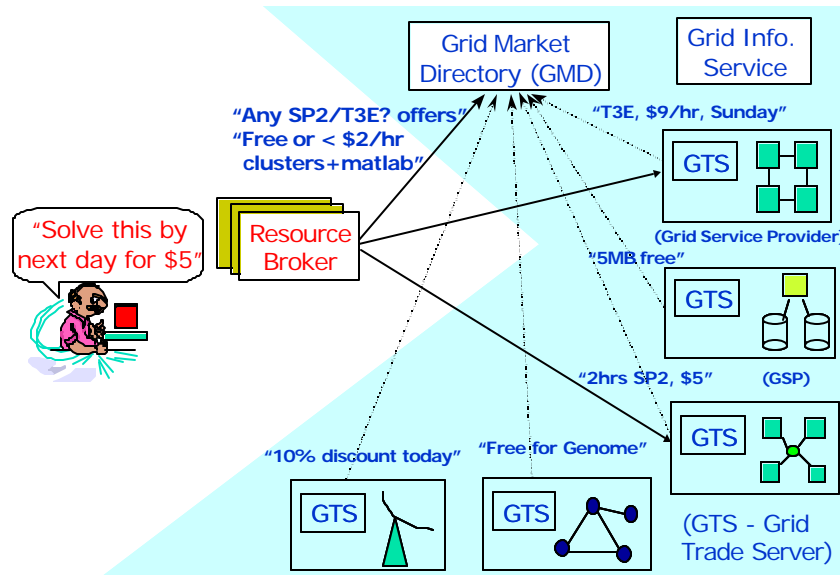 Grid Market
Directory (GMD)
Grid Info.
Service
“Any SP2/T3E? offers”
“Free or < $2/hr
clusters+matlab”
“T3E, $9/hr, Sunday”
GTS
(Grid Service Provider)
“Solve this by
next day for $5”
Resource
Broker
“5MB free”
GTS
(GSP)
“2hrs SP2, $5”
GTS
“10% discount today”
“Free for Genome”
GTS
GTS
(GTS - Grid
Trade Server)